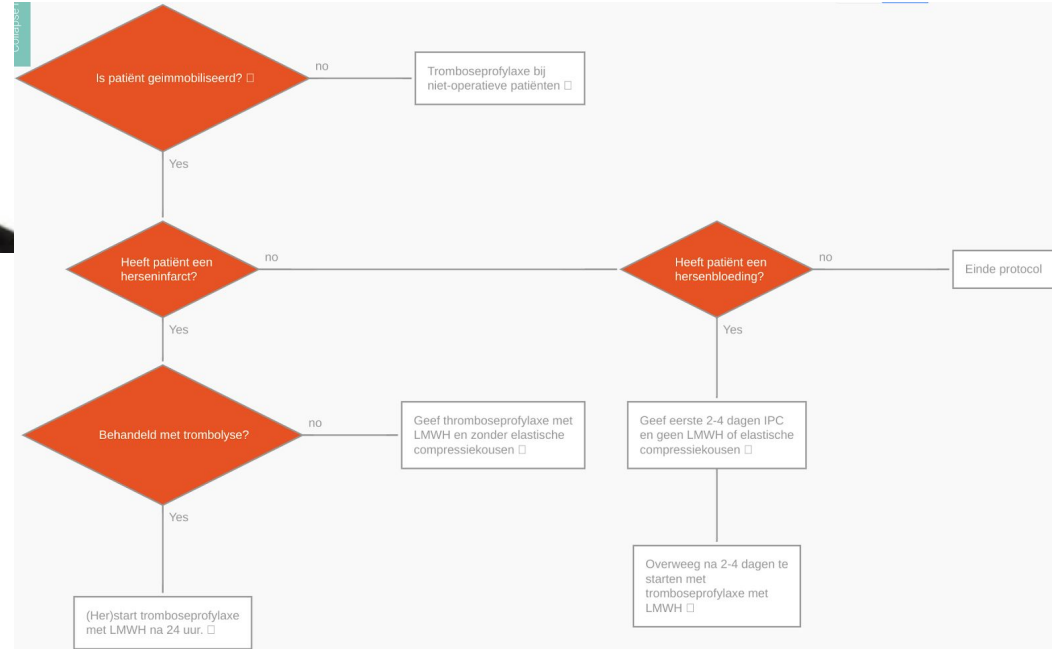 Collapse
Is patiënt geimmobiliseerd?
no
Tromboseprofylaxe bij
niet-operatieve patiënten
Yes
Heeft patiënt een
herseninfarct?
no
Heeft patiënt een
hersenbloeding?
no
Einde protocol
Yes
Yes
Behandeld met trombolyse?
no
Geef thromboseprofylaxe met
LMWH en zonder elastische
compressiekousen
Geef eerste 2-4 dagen IPC
en geen LMWH of elastische
compressiekousen
Yes
Overweeg na 2-4 dagen te
starten met
tromboseprofylaxe met
LMWH
(Her)start tromboseprofylaxe
met LMWH na 24 uur.